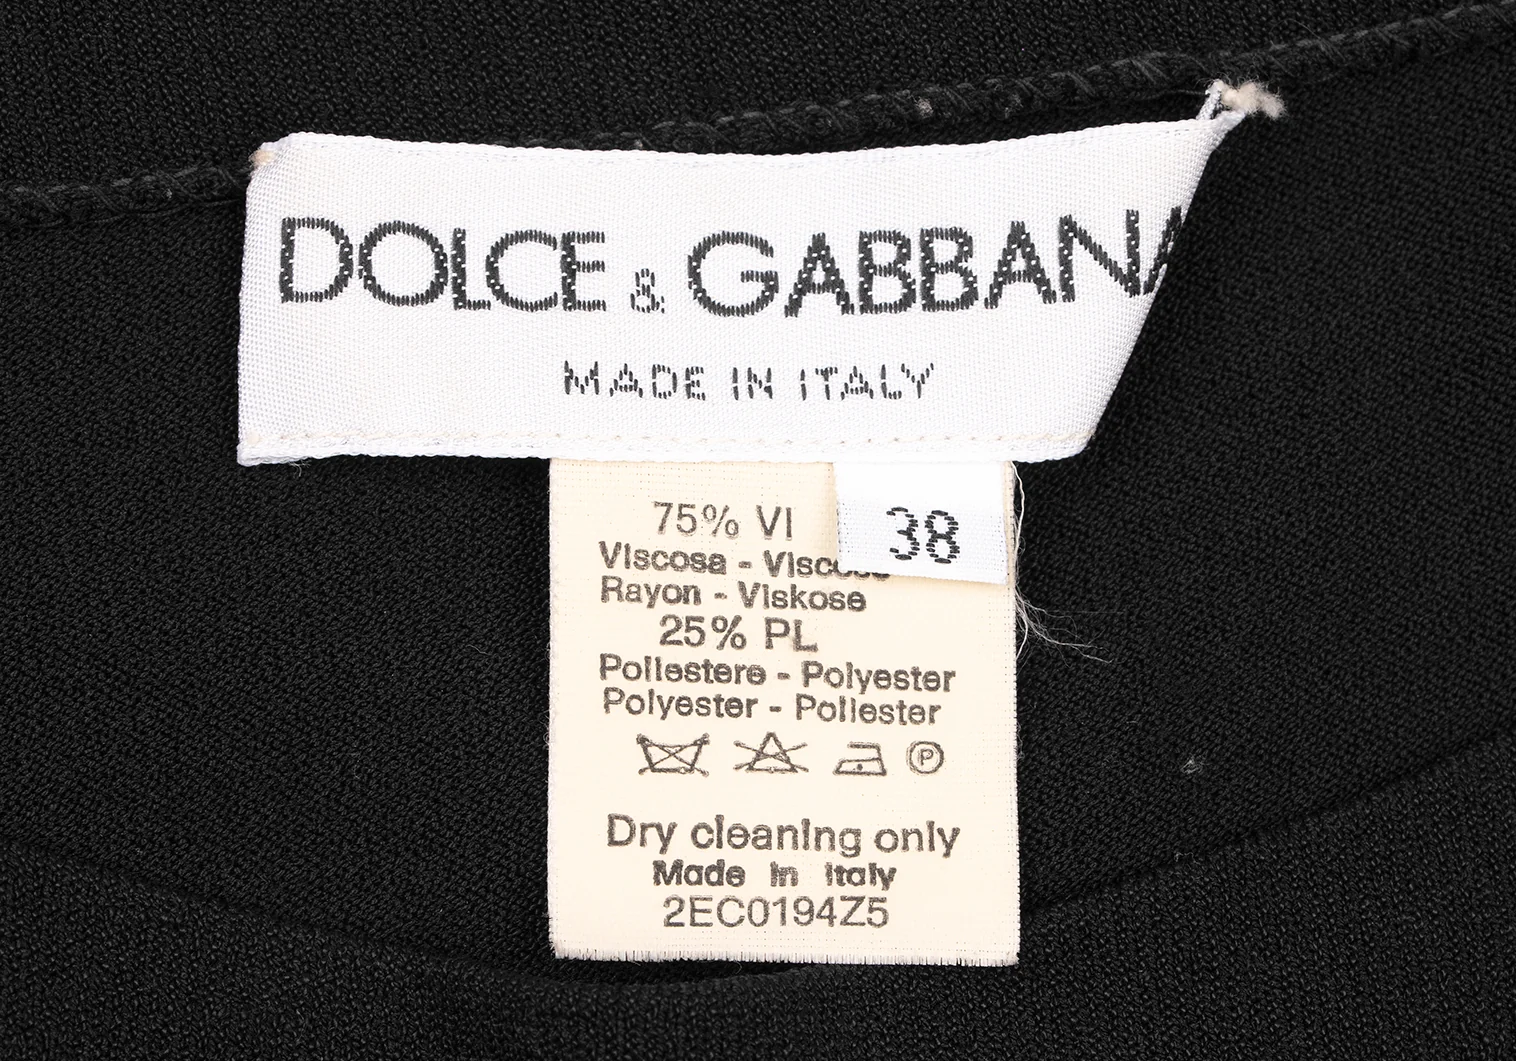 DOLCE & GABBANA
MADE IN ITALY
38
75% VI
Viscosa - Viscose
Rayon - Viskose
25% PL
Poliestere - Polyester
Polyester - Poliester
P
Dry cleaning only
Made in Italy
2EC0194Z5